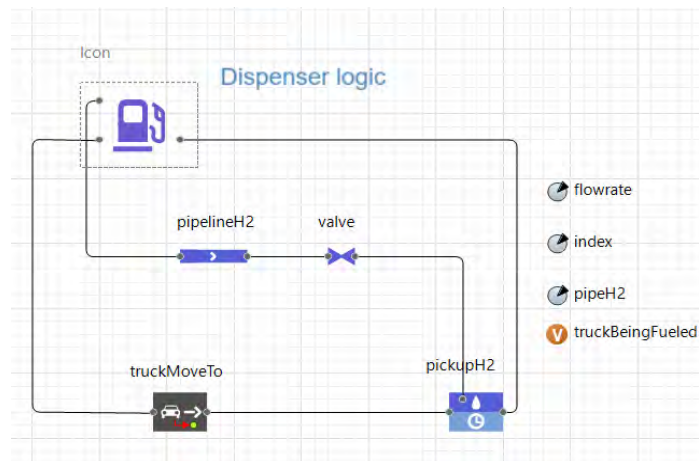 Icon
Dispenser logic
flowrate
pipelineH2
valve
index
pipeH2
V
truckBeingFueled
truckMoveTo
pickupH2